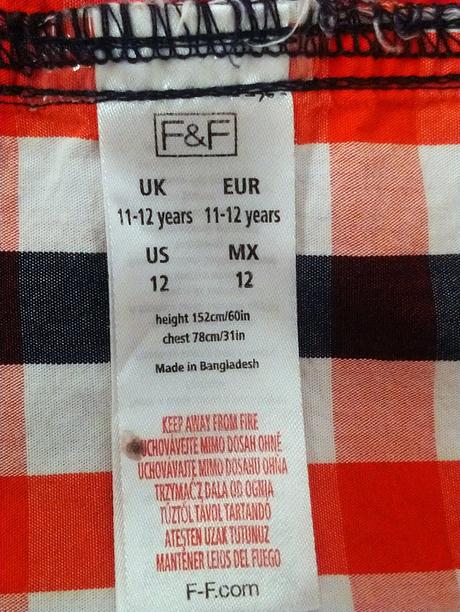 F&F
UK EUR
11-12 years 11-12 years
US MX
12 12
height 152cm/60in
chest 78cm/31in
Made in Bangladesh
KEEP AWAY FROM FIRE
UCHOVÁVEJTE MIMO DOSAH OHNĚ
UCHOVÁVAJTE MIMO DOSAHU OHŇA
TRZYMAĆ Z DALA OD OGNIA
TŰZTŐL TÁVOL TARTANDÓ
ATEŞTEN UZAK TUTUNUZ
MANTENER LEJOS DEL FUEGO
F-F.com